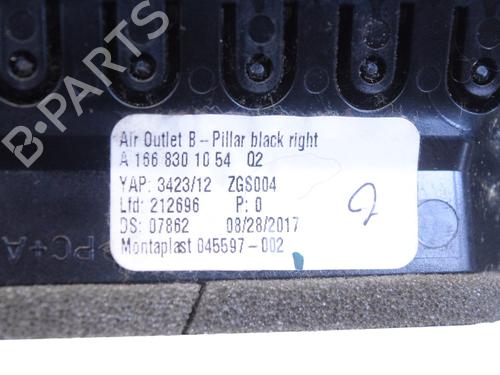 B-PARTS
Air Outlet B-Pillar black right
A 166 830 10 54 Q2
YAP: 3423/12 ZGS004
Lfd: 212696 P: 0
DS: 07862 08/28/2017
Montaplast 045597-002
>PC+A